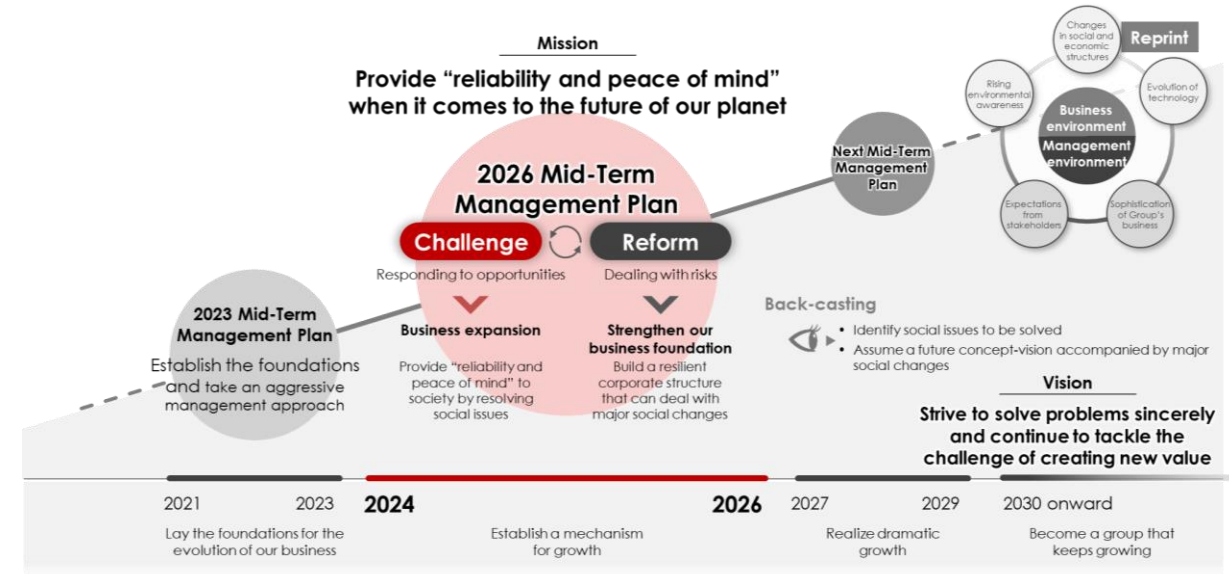 Mission
Provide “reliability and peace of mind”
when it comes to the future of our planet
Reprint
Changes
in social and
economic
structures
Rising
environmental
awareness
Evolution of
technology
Business
environment
Management
environment
Expectations
from
stakeholders
Sophistication
of Group's
business
Next Mid-Term
Management
Plan
2026 Mid-Term
Management Plan
Challenge
Reform
Responding to opportunities
Dealing with risks
Business expansion
Strengthen our
business foundation
Provide “reliability and
peace of mind” to
society by resolving
social issues
Build a resilient
corporate structure
that can deal with
major social changes
2023 Mid-Term
Management Plan
Establish the foundations
and take an aggressive
management approach
Back-casting
• Identify social issues to be solved
• Assume a future concept-vision accompanied by major
social changes
Vision
Strive to solve problems sincerely
and continue to tackle the
challenge of creating new value
2021
2023
2024
2026
2027
2029
2030 onward
Lay the foundations for the
evolution of our business
Establish a mechanism
for growth
Realize dramatic
growth
Become a group that
keeps growing